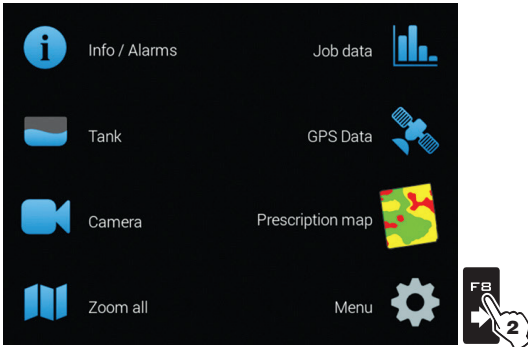 Info / Alarms
Job data
Tank
GPS Data
Camera
Prescription map
Zoom all
Menu
F8
2